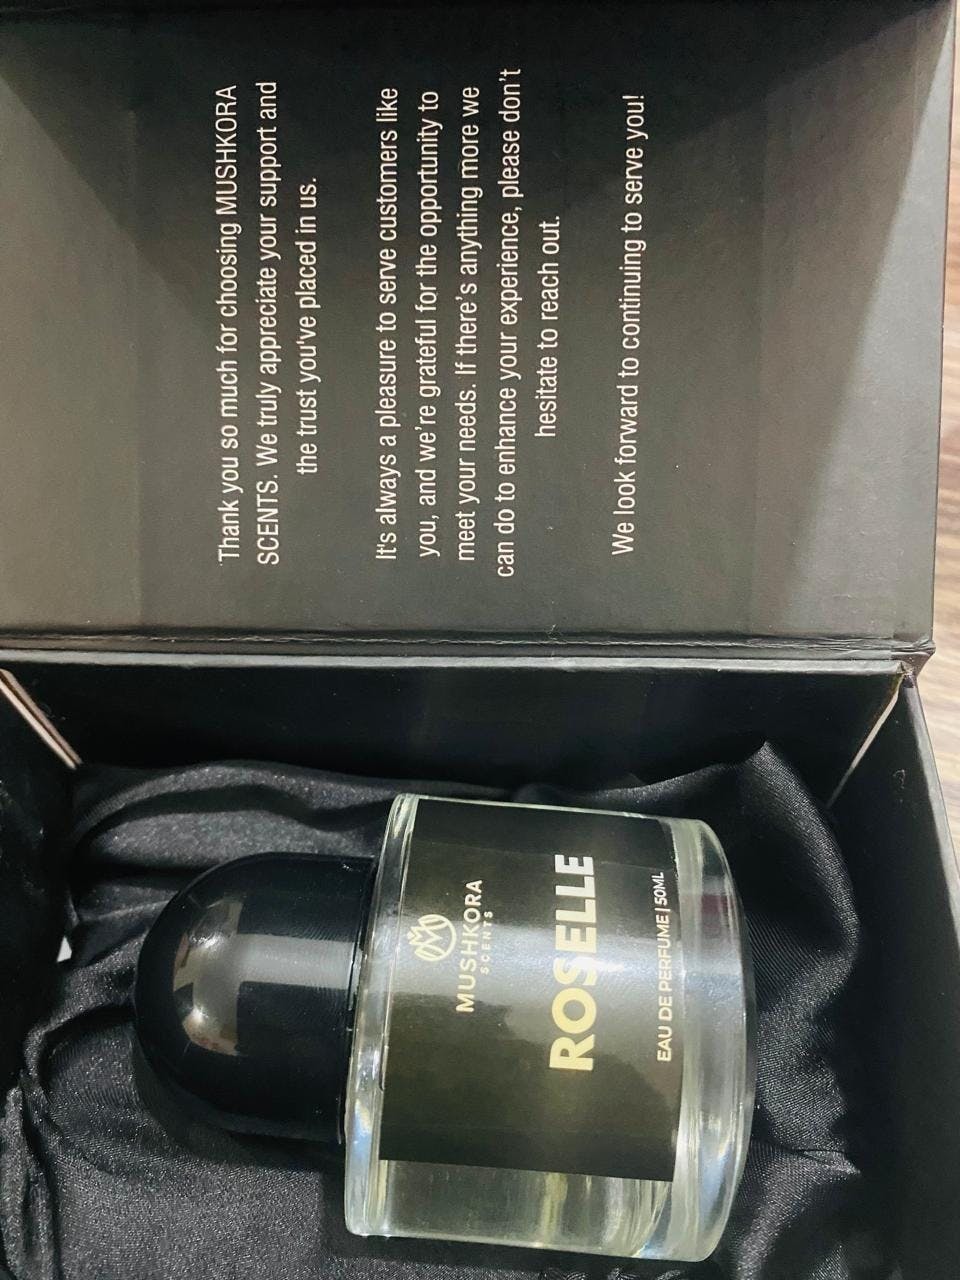 Thank you so much for choosing MUSHKORA
SCENTS. We truly appreciate your support and
the trust you've placed in us.
It's always a pleasure to serve customers like
you, and we're grateful for the opportunity to
meet your needs. If there's anything more we
can do to enhance your experience, please don't
hesitate to reach out.
We look forward to continuing to serve you!
MUSHKORA
SCENTS
ROSELLE
EAU DE PERFUME | 50ML